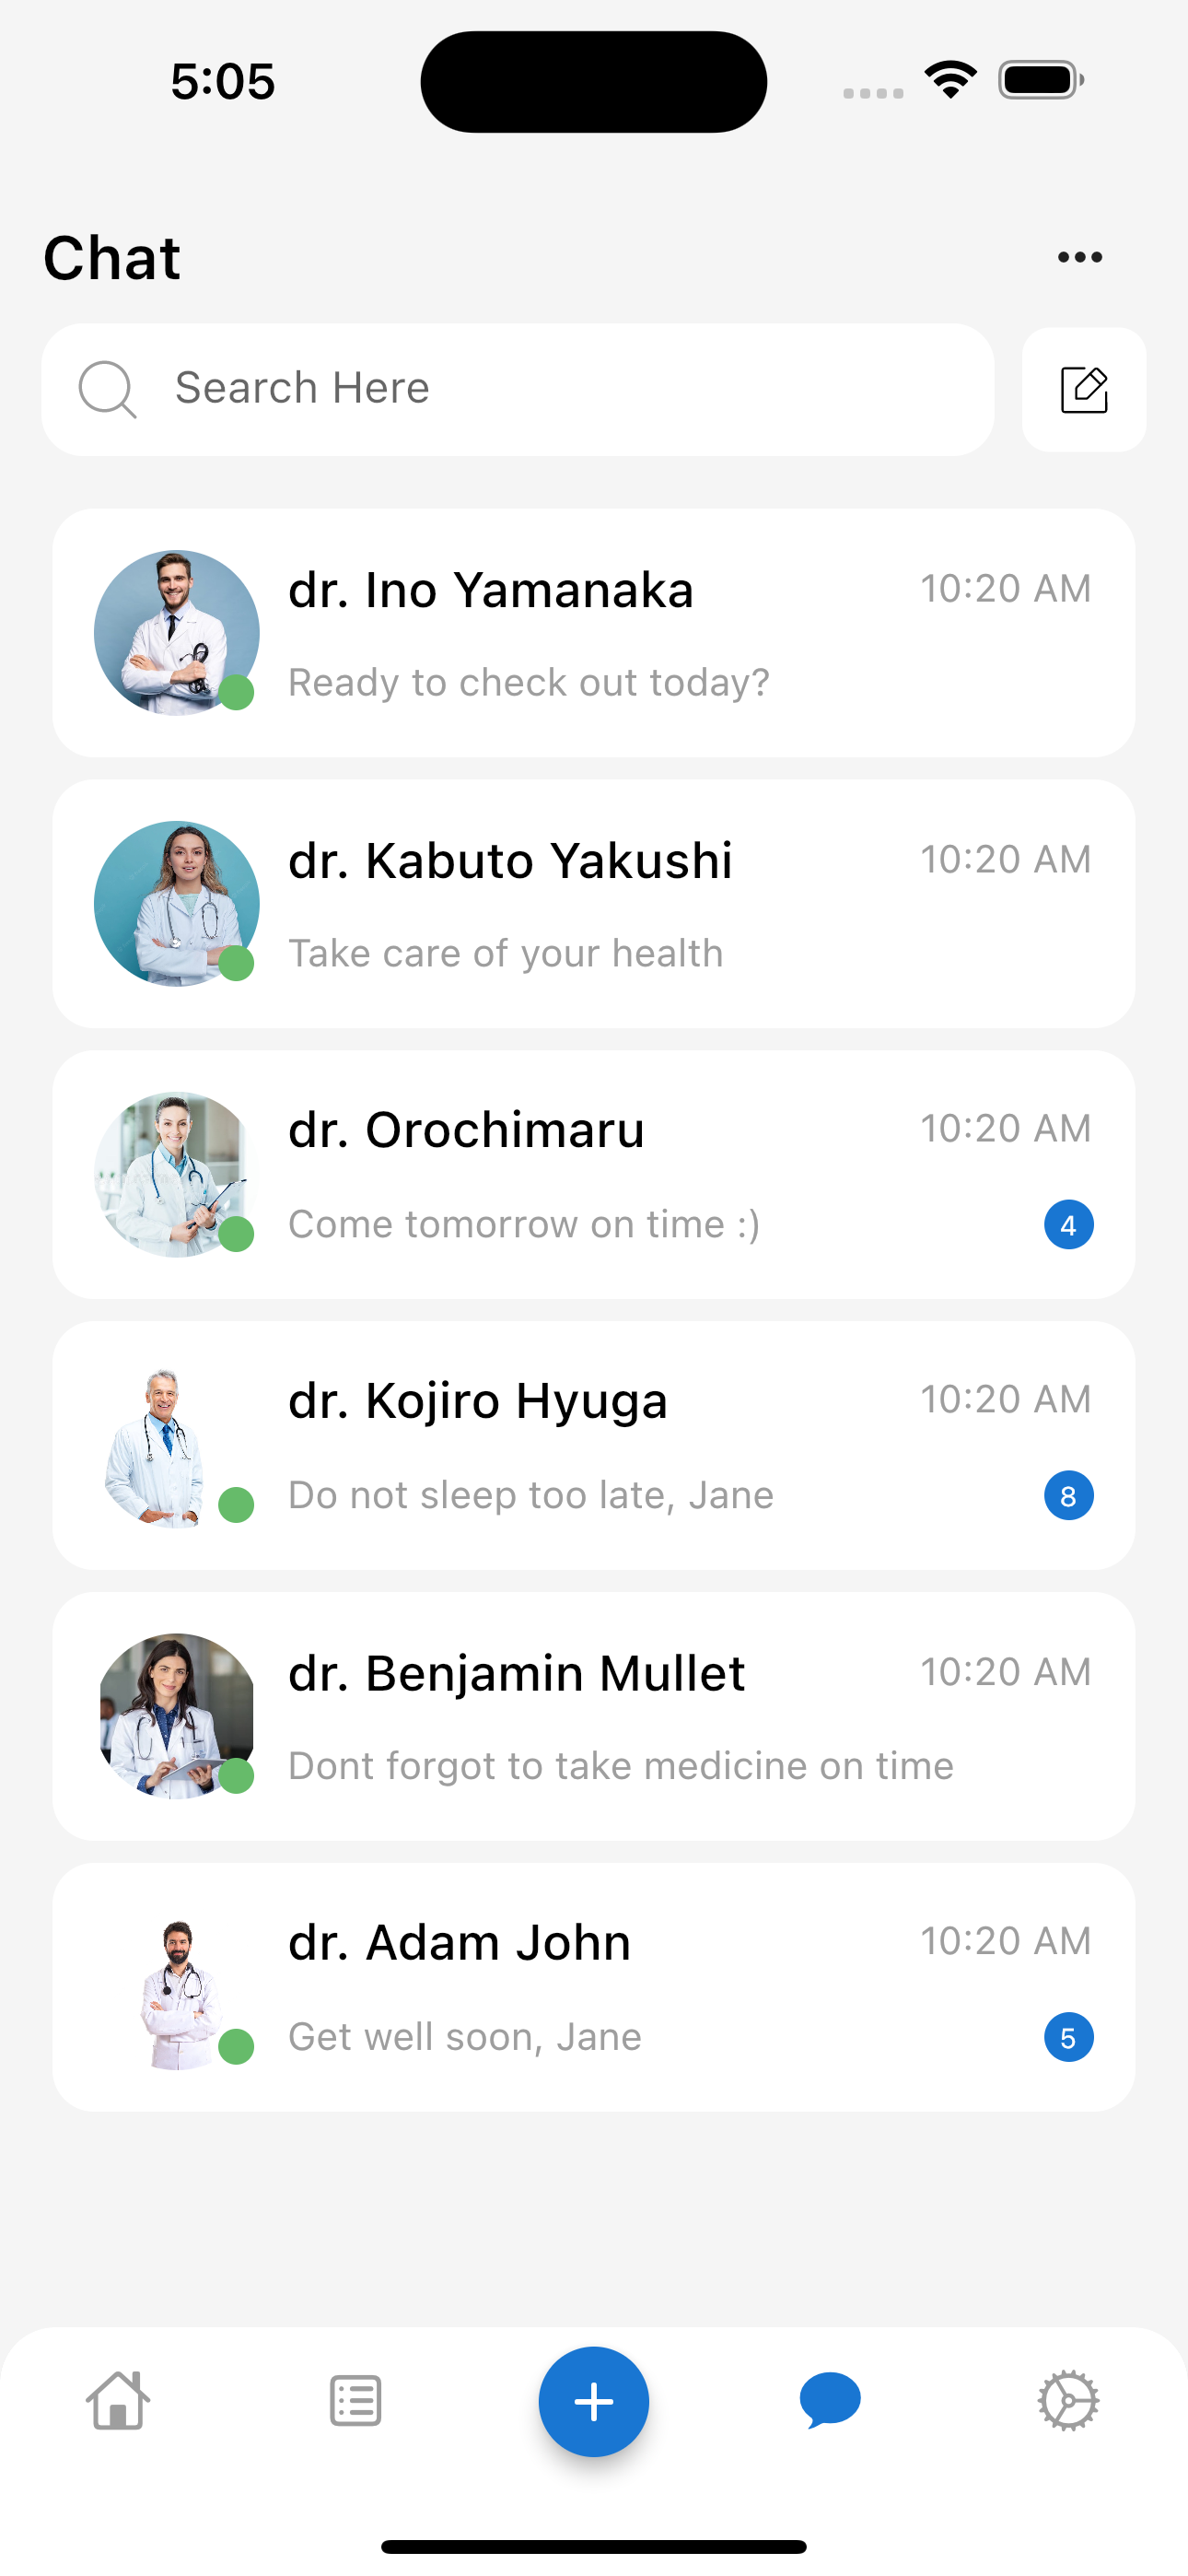 5:05
Chat
Search Here
dr. Ino Yamanaka 10:20 AM
Ready to check out today?
dr. Kabuto Yakushi 10:20 AM
Take care of your health
dr. Orochimaru 10:20 AM
Come tomorrow on time :) 4
dr. Kojiro Hyuga 10:20 AM
Do not sleep too late, Jane 8
dr. Benjamin Mullet 10:20 AM
Dont forgot to take medicine on time
dr. Adam John 10:20 AM
Get well soon, Jane 5